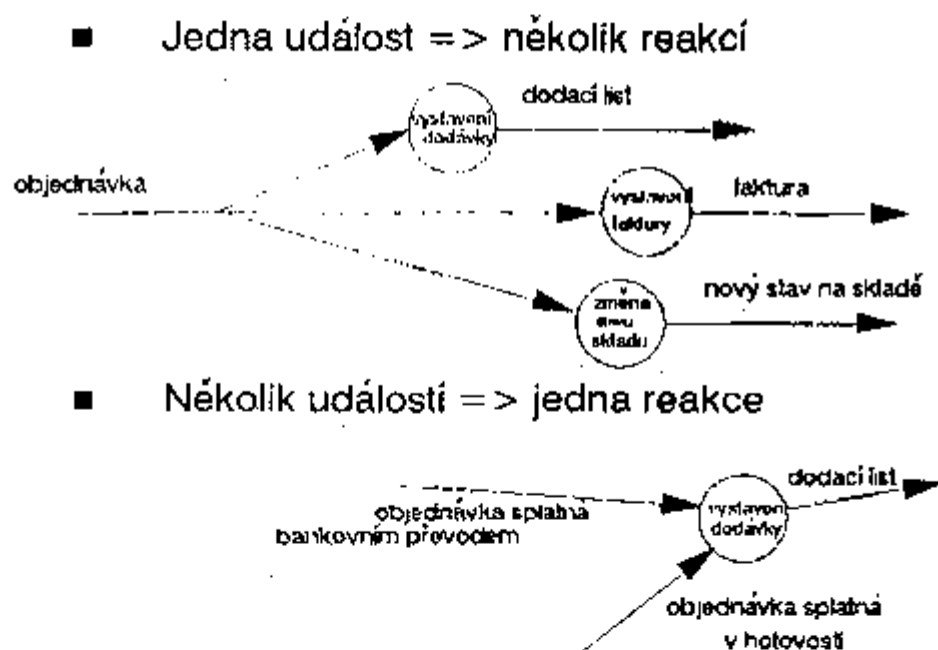 Jedna událost => několik reakcí
dodací list
vystavení
dodávky
objednávka
vystavení
faktury
faktura
změna
stavu
skladu
nový stav na skladě
Několik událostí => jedna reakce
dodací list
objednávka splatná
bankovním převodem
vystavení
dodávky
objednávka splatná
v hotovosti